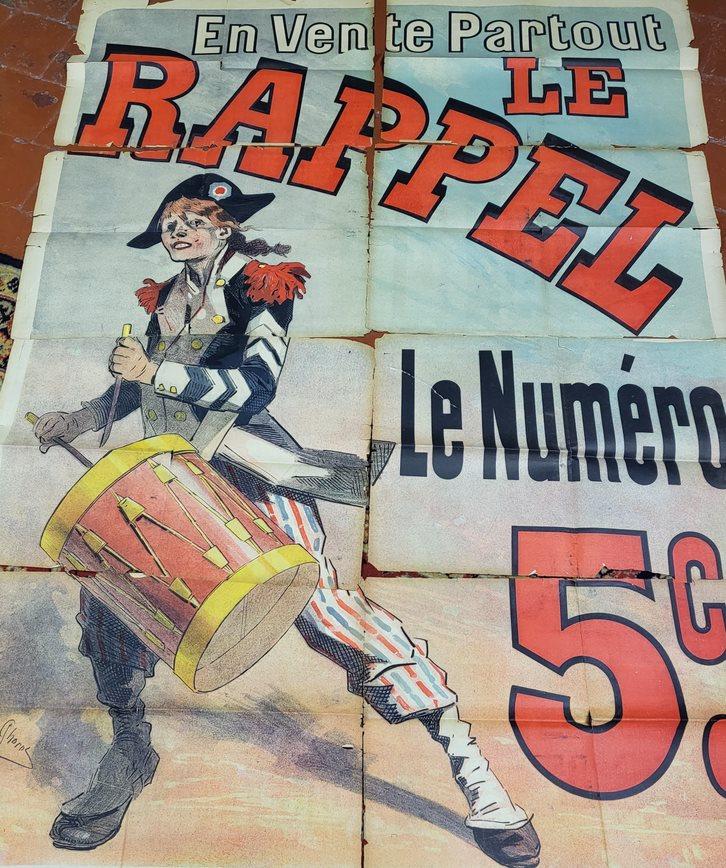 En Vente Partout
LE
RAPPEL
Le Numéro
5c.